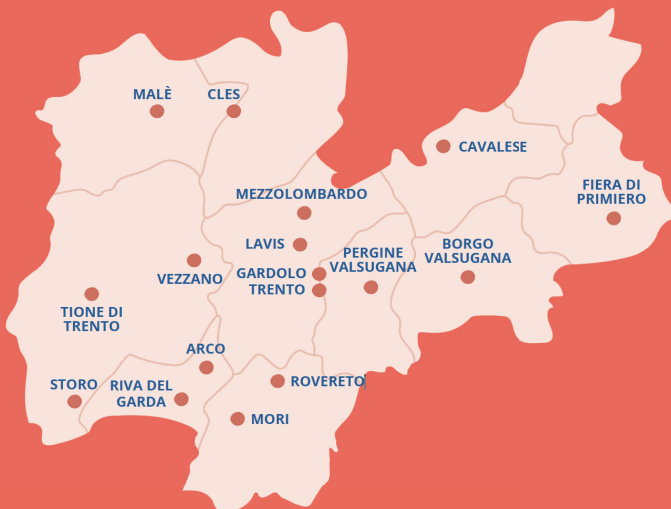 MALÈ
CLES
CAVALESE
FIERA DI
PRIMIERO
MEZZOLOMBARDO
LAVIS
PERGINE
VALSUGANA
BORGO
VALSUGANA
GARDOLO
TRENTO
VEZZANO
TIONE DI
TRENTO
ARCO
STORO
RIVA DEL
GARDA
ROVERETO
MORI